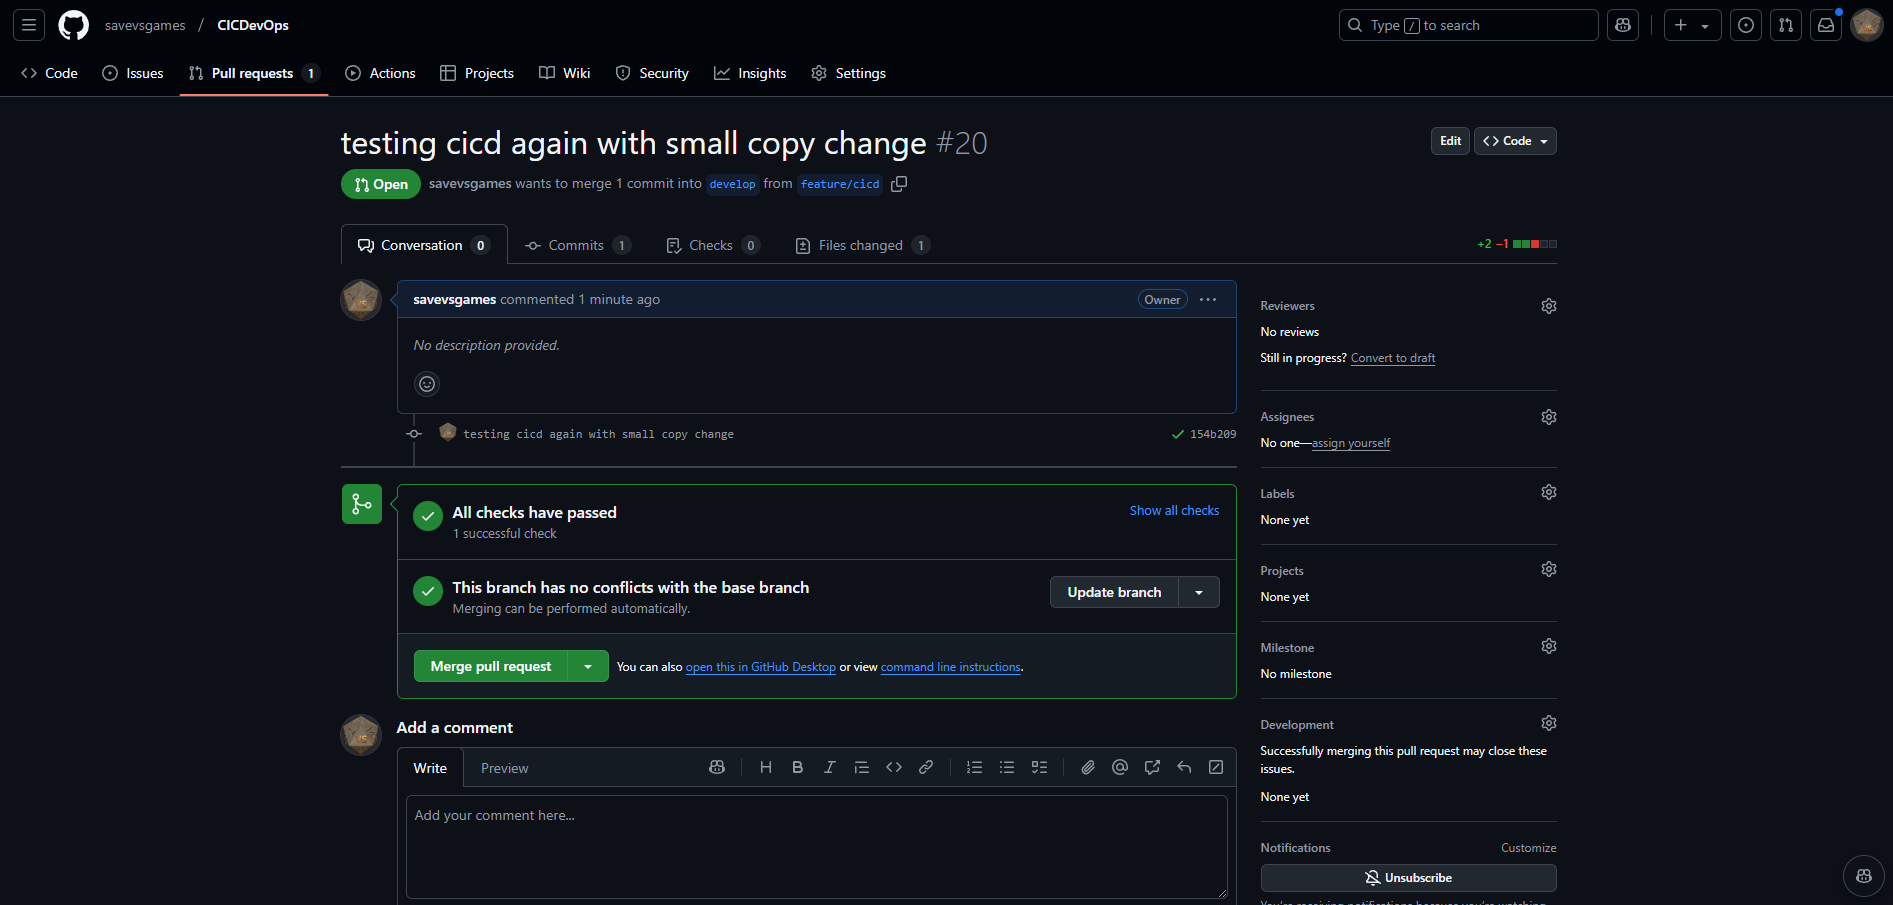 savevsgames / CICDevOps
Type / to search
Code
Issues
Pull requests 1
Actions
Projects
Wiki
Security
Insights
Settings
testing cicd again with small copy change #20
Edit
Code
Open
savevsgames wants to merge 1 commit into develop from feature/cicd
Conversation 0
Commits 1
Checks 0
Files changed 1
+2 −1
savevsgames commented 1 minute ago
Owner
No description provided.
testing cicd again with small copy change
154b209
All checks have passed
1 successful check
Show all checks
This branch has no conflicts with the base branch
Merging can be performed automatically.
Update branch
Merge pull request
You can also open this in GitHub Desktop or view command line instructions.
Add a comment
Write
Preview
Add your comment here...
Reviewers
No reviews
Still in progress? Convert to draft
Assignees
No one—assign yourself
Labels
None yet
Projects
None yet
Milestone
No milestone
Development
Successfully merging this pull request may close these
issues.
None yet
Notifications
Customize
Unsubscribe
You're receiving notifications because you're watching